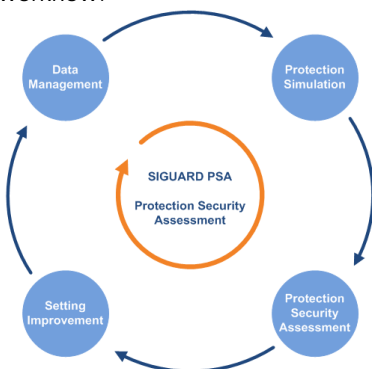 Data
Management
Protection
Simulation
SIGUARD PSA
Protection Security
Assessment
Setting
Improvement
Protection
Security
Assessment